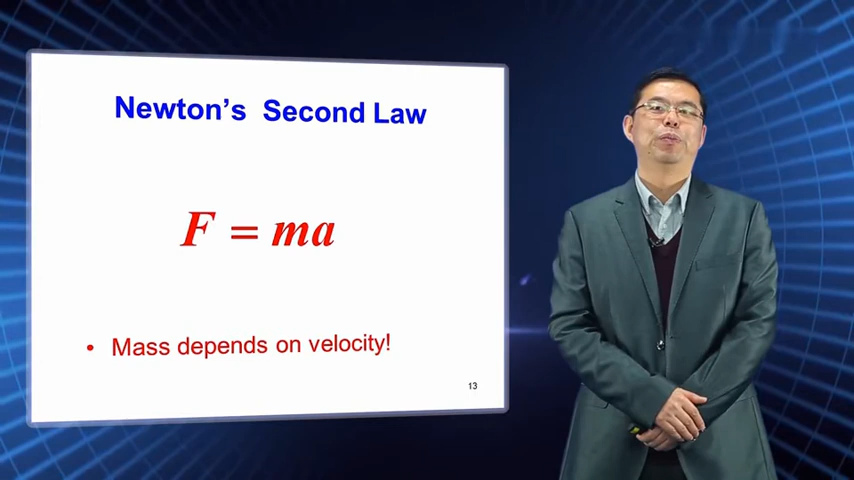 Newton's Second Law
F = ma
• Mass depends on velocity!
13